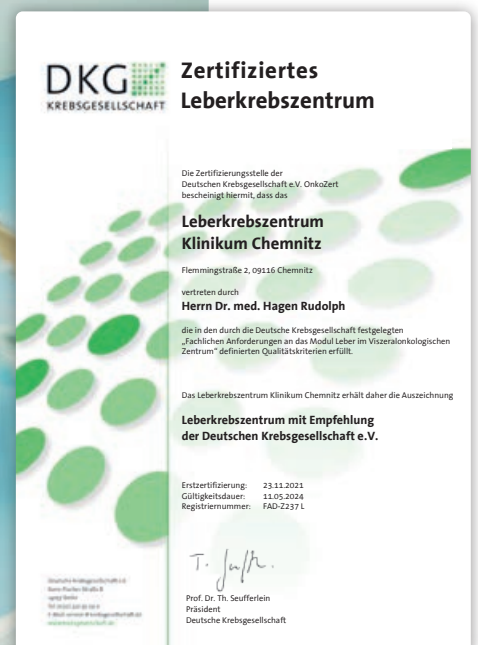 DKG
KREBSGESELLSCHAFT
Zertifiziertes
Leberkrebszentrum
Die Zertifizierungsstelle der
Deutschen Krebsgesellschaft e.V. OnkoZert
bescheinigt hiermit, dass das
Leberkrebszentrum
Klinikum Chemnitz
Flemmingstraße 2, 09116 Chemnitz
vertreten durch
Herrn Dr. med. Hagen Rudolph
die in den durch die Deutsche Krebsgesellschaft festgelegten
„Fachlichen Anforderungen an das Modul Leber im Viszeralonkologischen
Zentrum“ definierten Qualitätskriterien erfüllt.
Das Leberkrebszentrum Klinikum Chemnitz erhält daher die Auszeichnung
Leberkrebszentrum mit Empfehlung
der Deutschen Krebsgesellschaft e.V.
Erstzertifizierung: 23.11.2021
Gültigkeitsdauer: 11.05.2024
Registriernummer: FAD-Z237 L
Prof. Dr. Th. Seufferlein
Präsident
Deutsche Krebsgesellschaft
Deutsche Krebsgesellschaft e.V.
14057 Berlin